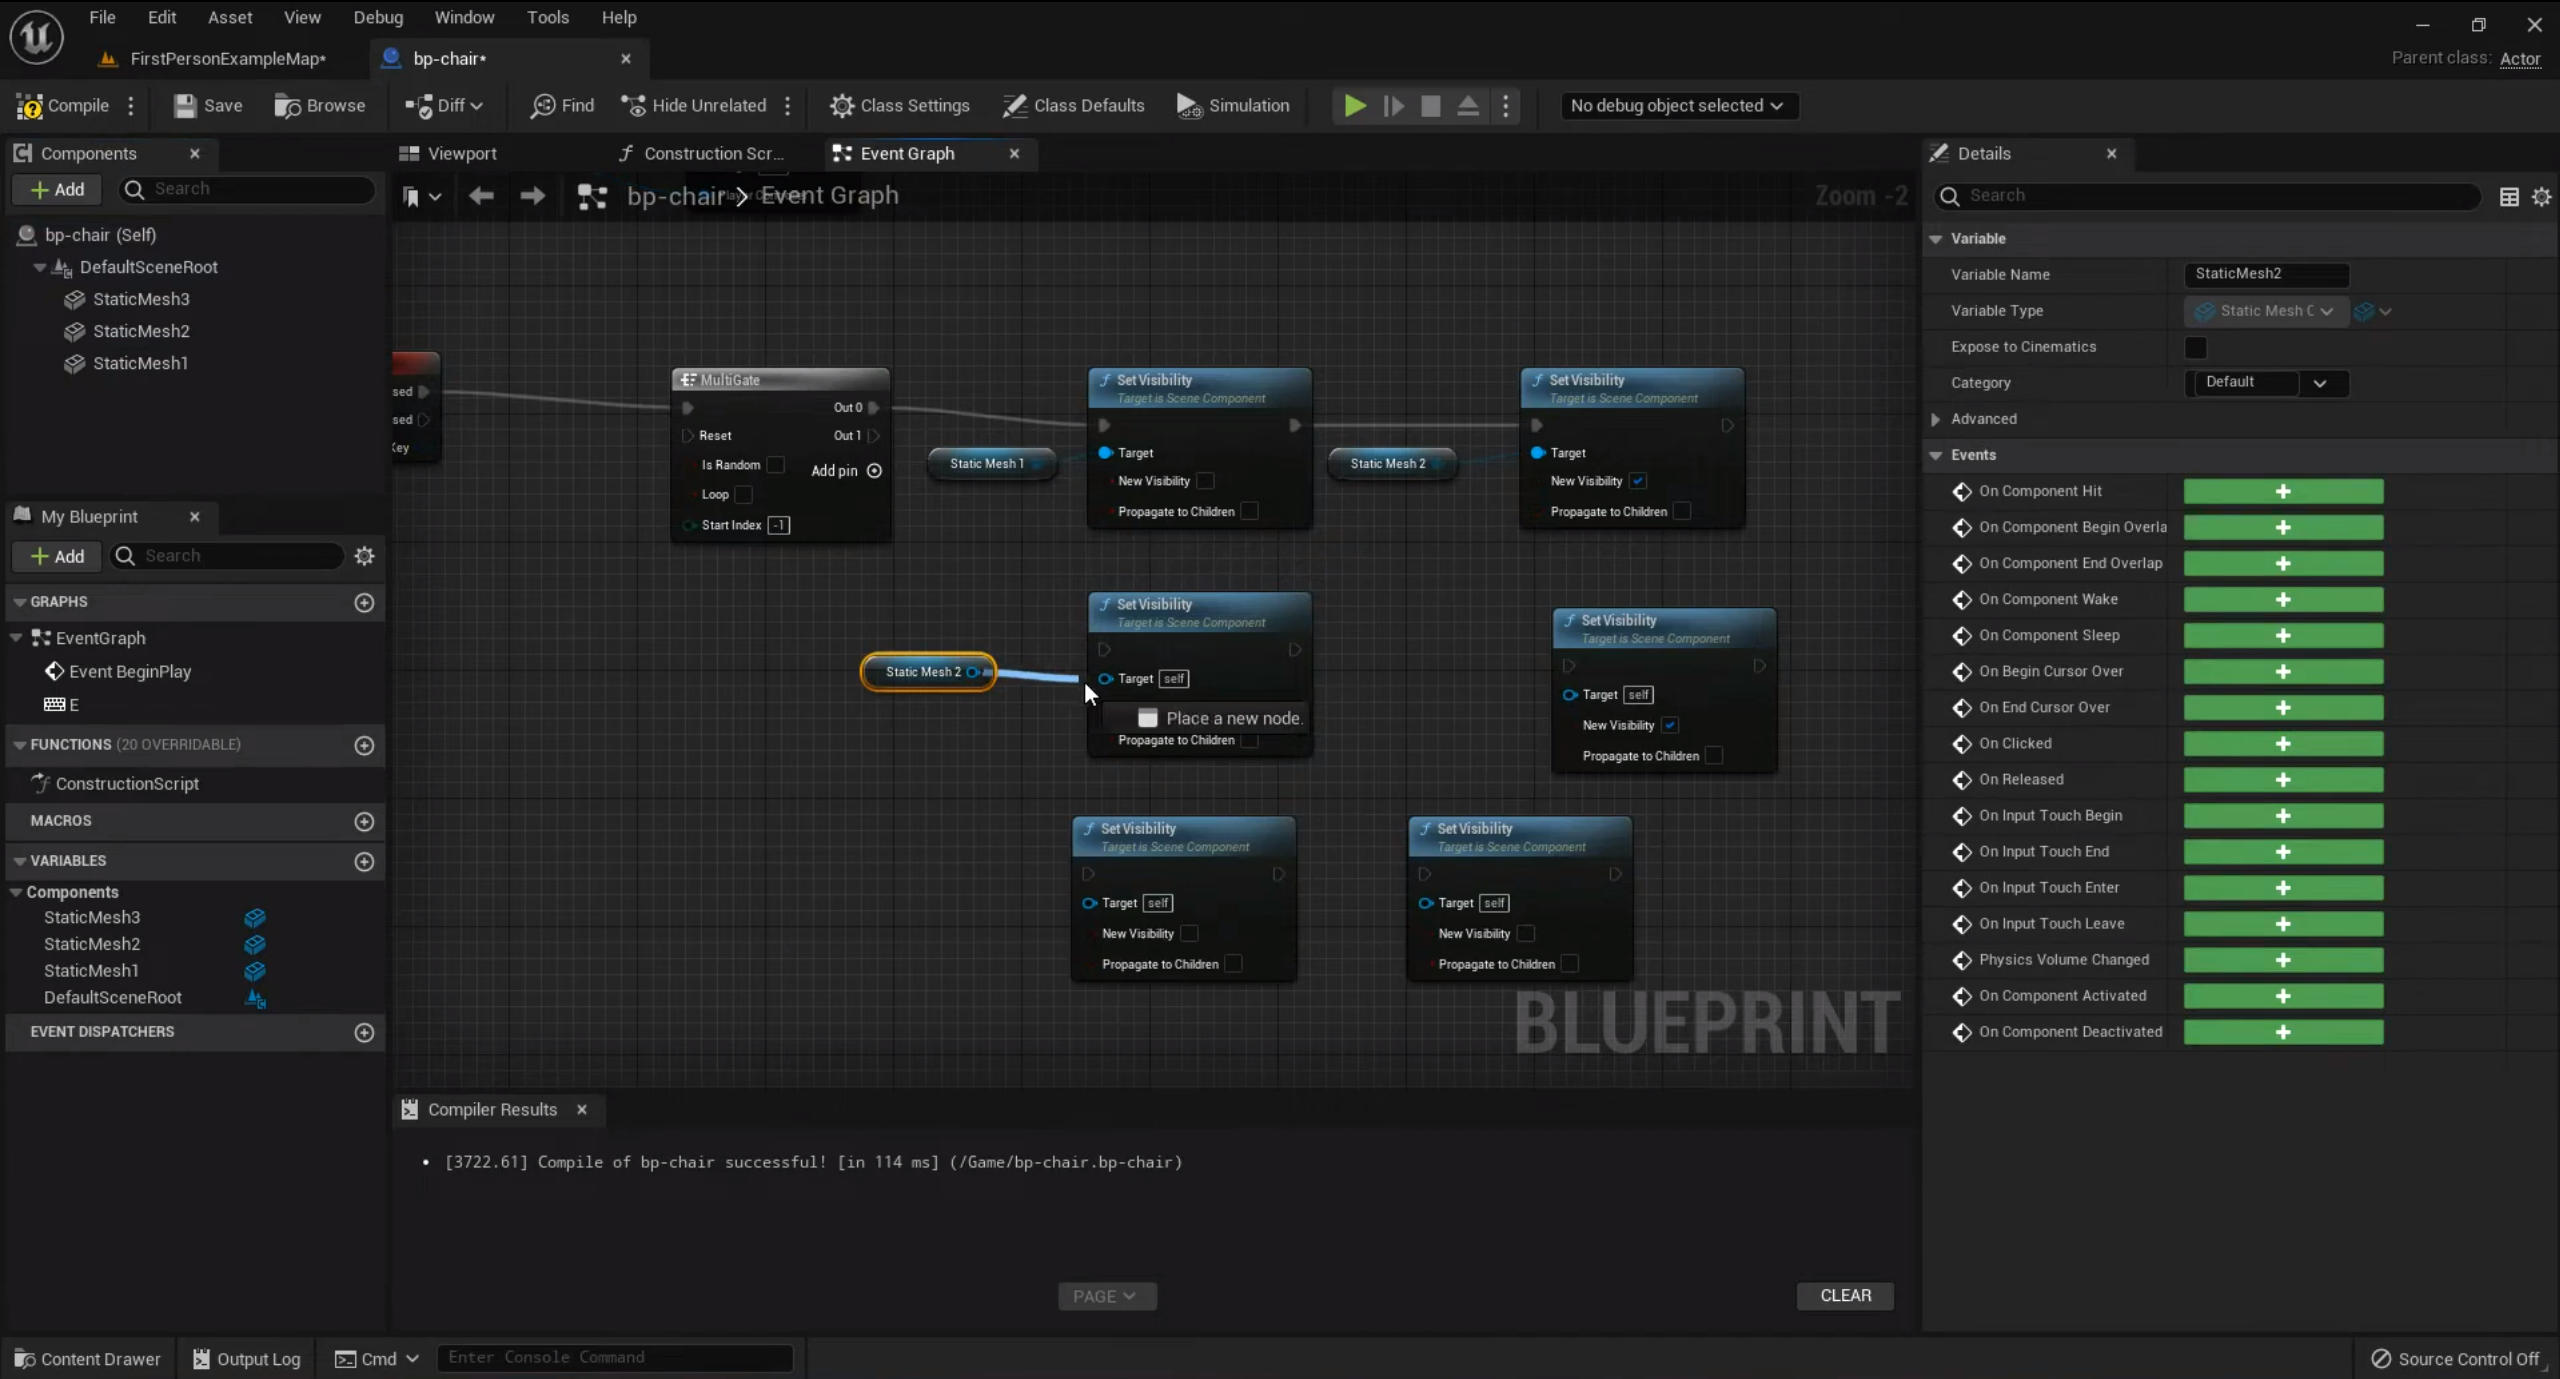 File Edit Asset View Debug Window Tools Help
FirstPersonExampleMap*
bp-chair*
Parent class: Actor
Compile
Save
Browse
Diff
Find
Hide Unrelated
Class Settings
Class Defaults
Simulation
No debug object selected
Components
Add
Search
bp-chair (Self)
DefaultSceneRoot
StaticMesh3
StaticMesh2
StaticMesh1
My Blueprint
Add
Search
GRAPHS
EventGraph
Event BeginPlay
E
FUNCTIONS (20 OVERRIDABLE)
ConstructionScript
MACROS
VARIABLES
Components
StaticMesh3
StaticMesh2
StaticMesh1
DefaultSceneRoot
EVENT DISPATCHERS
Viewport
Construction Scr...
Event Graph
bp-chair > Event Graph
Zoom -2
sed
sed
Key
MultiGate
Out 0
Reset
Out 1
Is Random
Add pin
Loop
Start Index -1
Static Mesh 1
Set Visibility
Target is Scene Component
Target
New Visibility
Propagate to Children
Static Mesh 2
Set Visibility
Target is Scene Component
Target
New Visibility
Propagate to Children
Static Mesh 2
Set Visibility
Target is Scene Component
Target self
Place a new node.
Propagate to Children
Set Visibility
Target is Scene Component
Target self
New Visibility
Propagate to Children
Set Visibility
Target is Scene Component
Target self
New Visibility
Propagate to Children
Set Visibility
Target is Scene Component
Target self
New Visibility
Propagate to Children
BLUEPRINT
Compiler Results
• [3722.61] Compile of bp-chair successful! [in 114 ms] (/Game/bp-chair.bp-chair)
PAGE
CLEAR
Details
Search
Variable
Variable Name StaticMesh2
Variable Type Static Mesh C
Expose to Cinematics
Category Default
Advanced
Events
On Component Hit
On Component Begin Overla
On Component End Overlap
On Component Wake
On Component Sleep
On Begin Cursor Over
On End Cursor Over
On Clicked
On Released
On Input Touch Begin
On Input Touch End
On Input Touch Enter
On Input Touch Leave
Physics Volume Changed
On Component Activated
On Component Deactivated
Content Drawer
Output Log
Cmd
Enter Console Command
Source Control Off